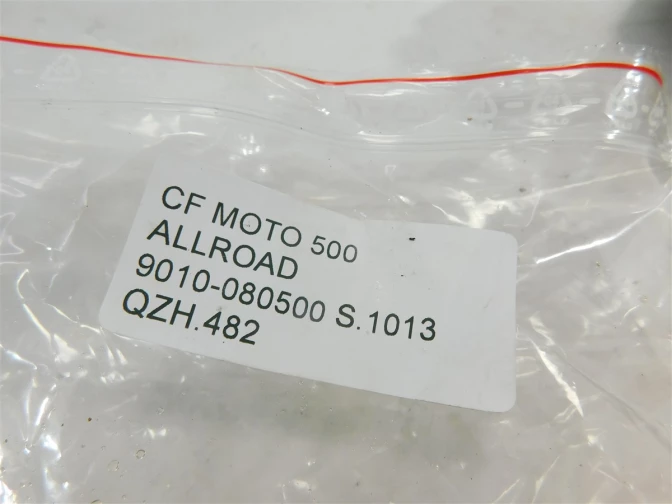 CF MOTO 500
ALLROAD
9010-080500 S.1013
QZH.482